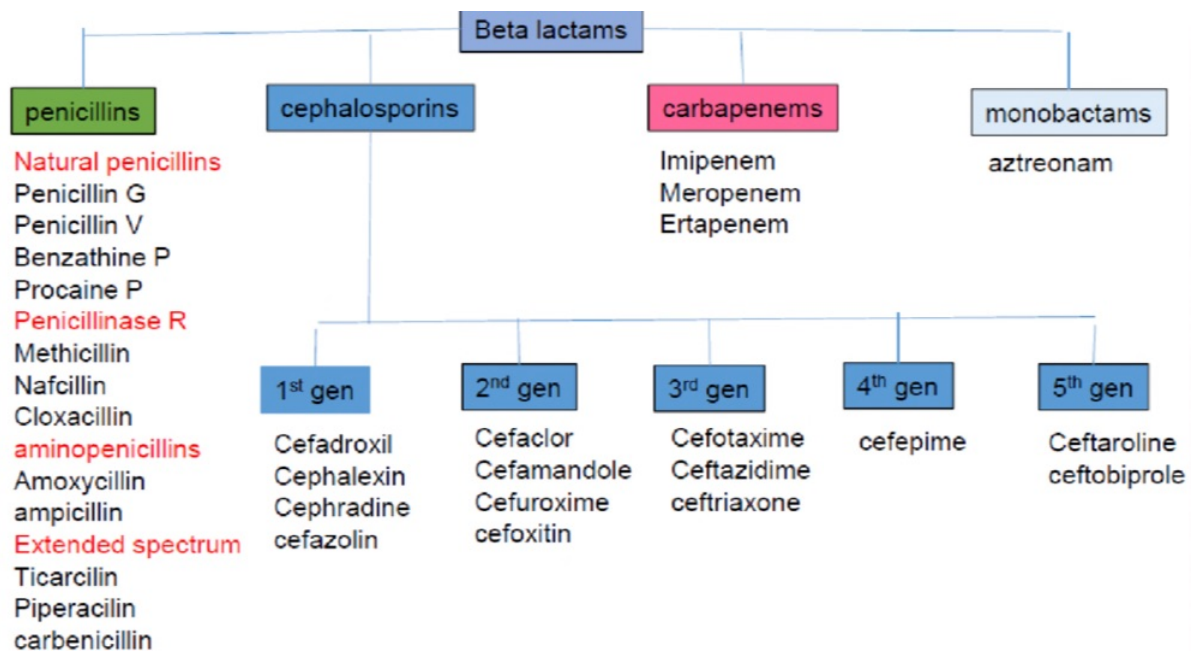 Beta lactams
penicillins
Natural penicillins
Penicillin G
Penicillin V
Benzathine P
Procaine P
Penicillinase R
Methicillin
Nafcillin
Cloxacillin
aminopenicillins
Amoxycillin
ampicillin
Extended spectrum
Ticarcilin
Piperacilin
carbenicillin
cephalosporins
1st gen
Cefadroxil
Cephalexin
Cephradine
cefazolin
2nd gen
Cefaclor
Cefamandole
Cefuroxime
cefoxitin
3rd gen
Cefotaxime
Ceftazidime
ceftriaxone
4th gen
cefepime
5th gen
Ceftaroline
ceftobiprole
carbapenems
Imipenem
Meropenem
Ertapenem
monobactams
aztreonam